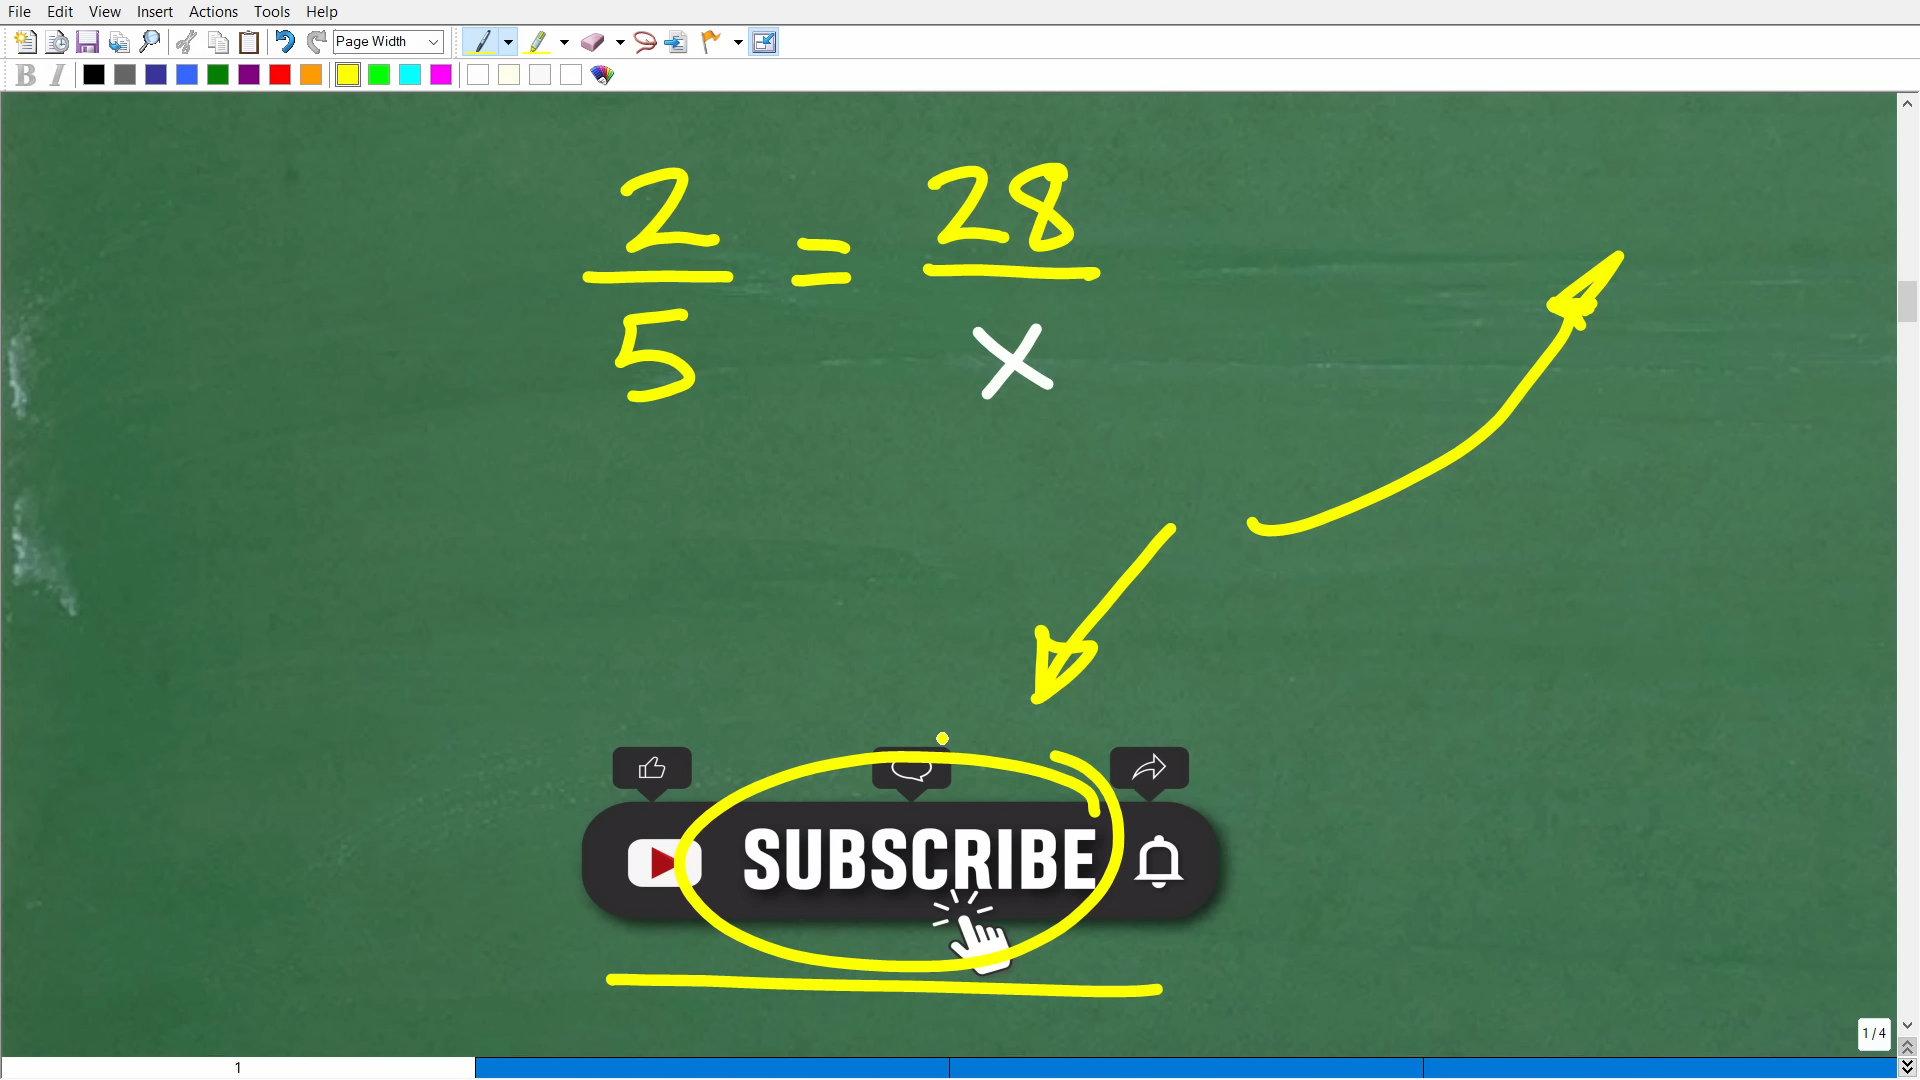 File Edit View Insert Actions Tools Help
Page Width
B I
2/5 = 28/x
SUBSCRIBE
1 / 4
1